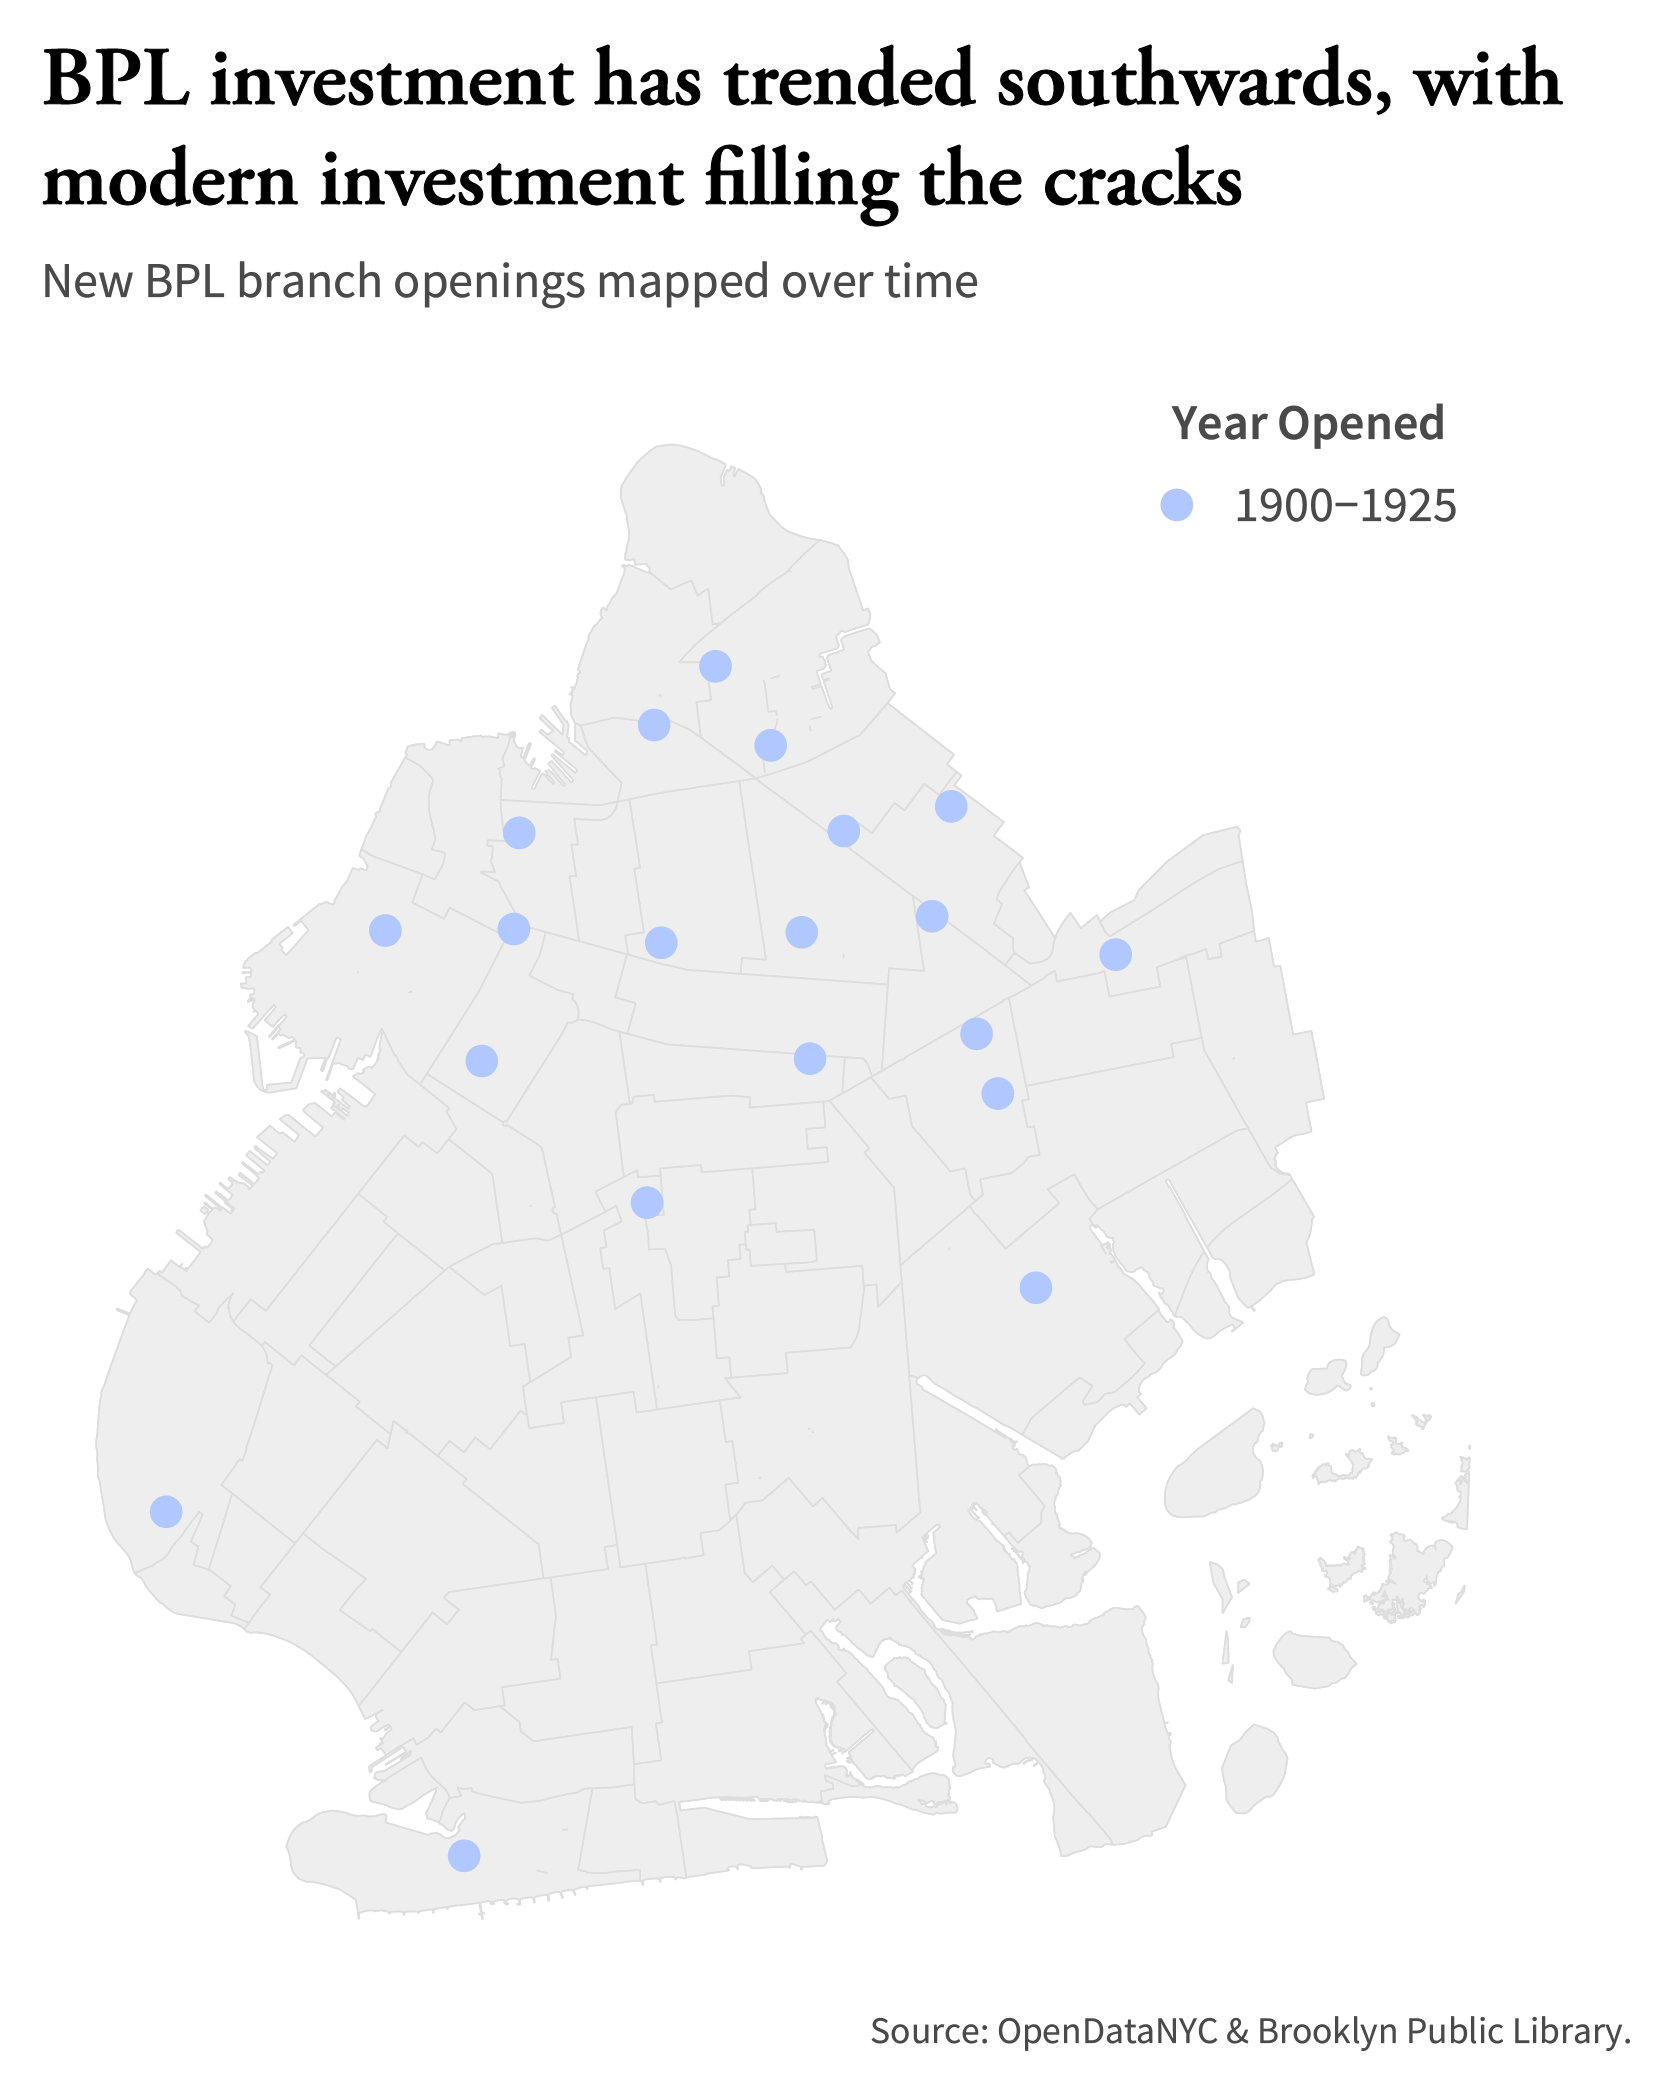 BPL investment has trended southwards, with
modern investment filling the cracks
New BPL branch openings mapped over time
Year Opened
1900–1925
Source: OpenDataNYC & Brooklyn Public Library.